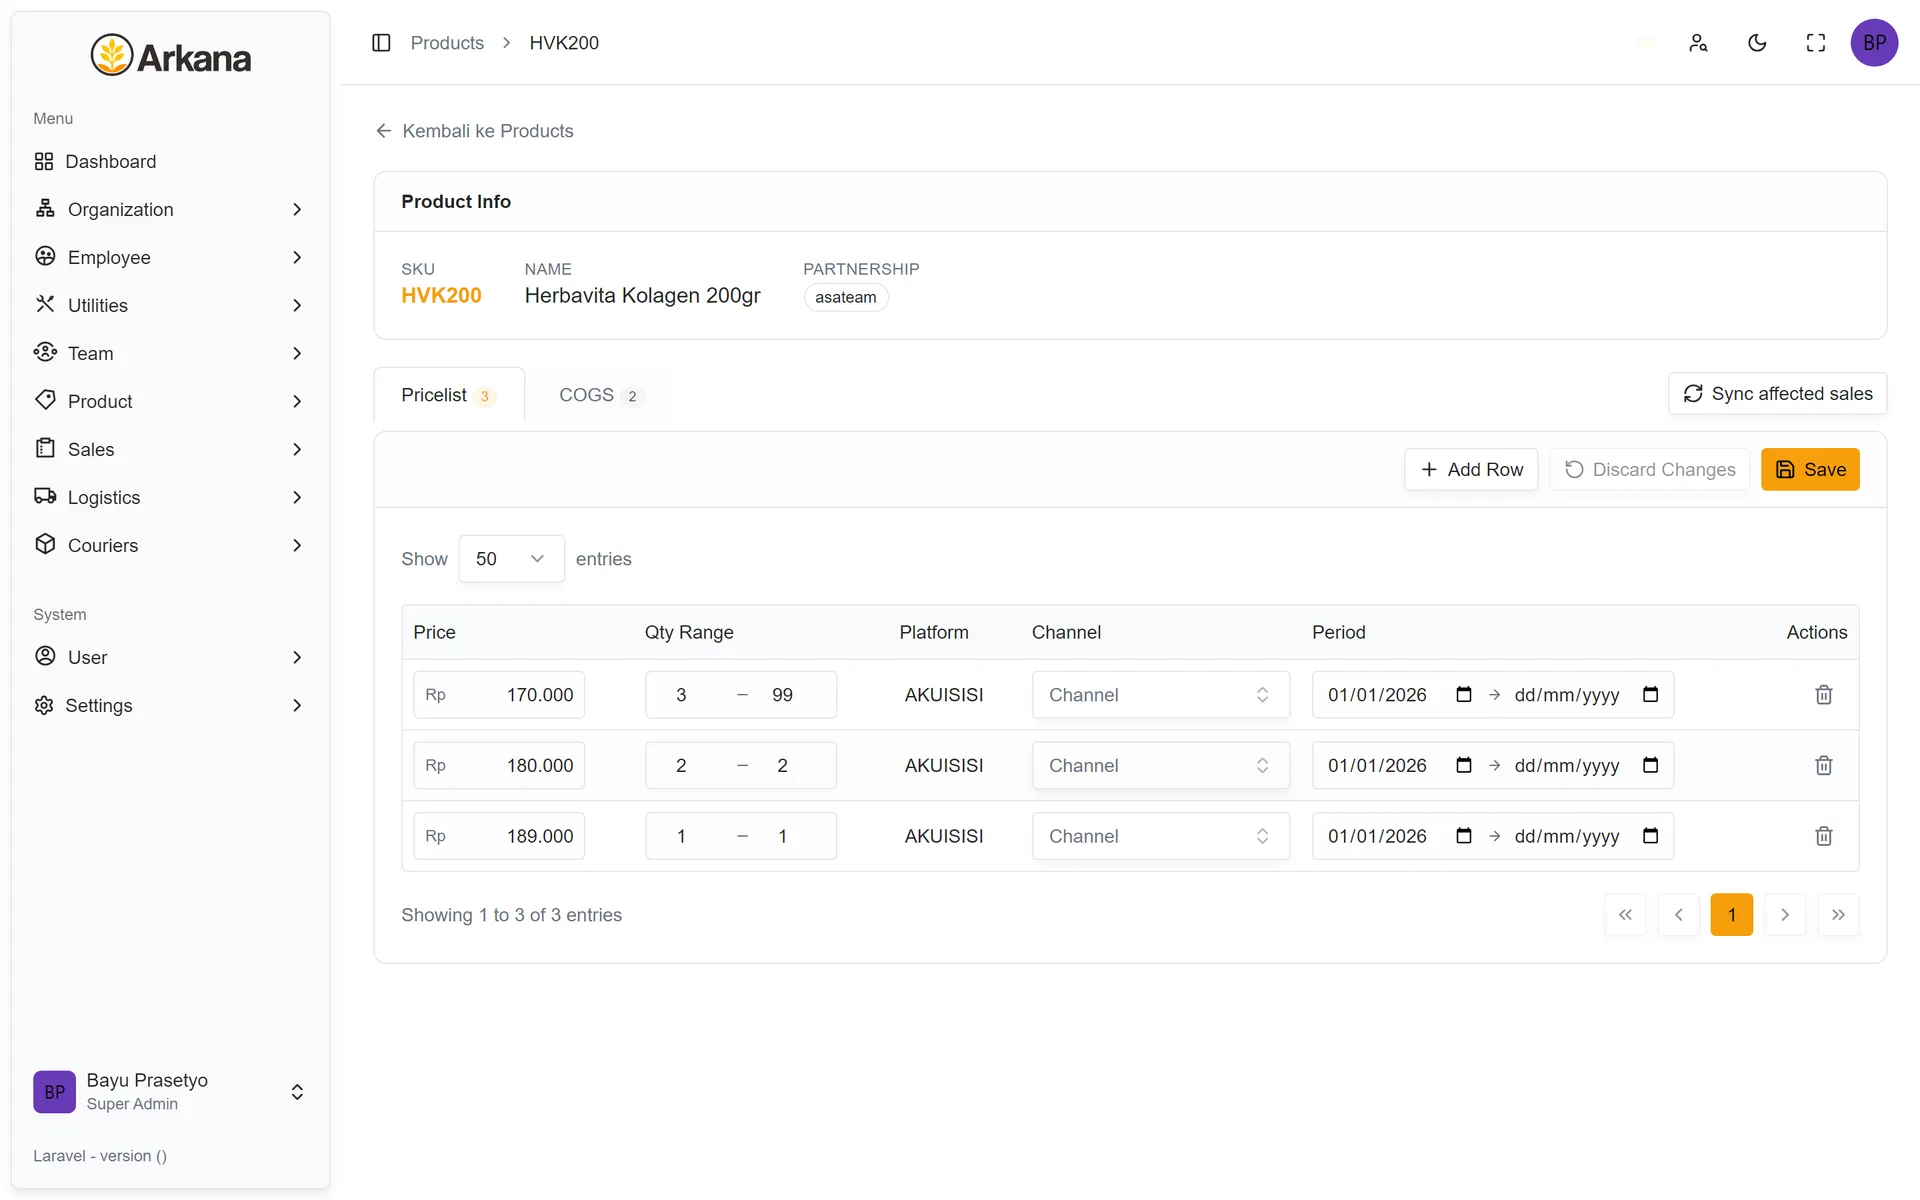 Arkana
Products > HVK200
BP
Menu
Dashboard
Organization
Employee
Utilities
Team
Product
Sales
Logistics
Couriers
System
User
Settings
BP
Bayu Prasetyo
Super Admin
Laravel - version ()
Kembali ke Products
Product Info
SKU NAME PARTNERSHIP
HVK200 Herbavita Kolagen 200gr asateam
Pricelist 3 COGS 2 Sync affected sales
Add Row Discard Changes Save
Show 50 entries
Price Qty Range Platform Channel Period Actions
Rp 170.000 3 – 99 AKUISISI Channel 01/01/2026 → dd/mm/yyyy
Rp 180.000 2 – 2 AKUISISI Channel 01/01/2026 → dd/mm/yyyy
Rp 189.000 1 – 1 AKUISISI Channel 01/01/2026 → dd/mm/yyyy
Showing 1 to 3 of 3 entries « ‹ 1 › »